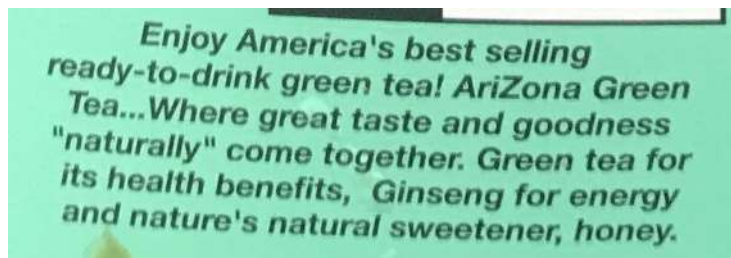 Enjoy America's best selling
ready-to-drink green tea! AriZona Green
Tea...Where great taste and goodness
"naturally" come together. Green tea for
its health benefits, Ginseng for energy
and nature's natural sweetener, honey.